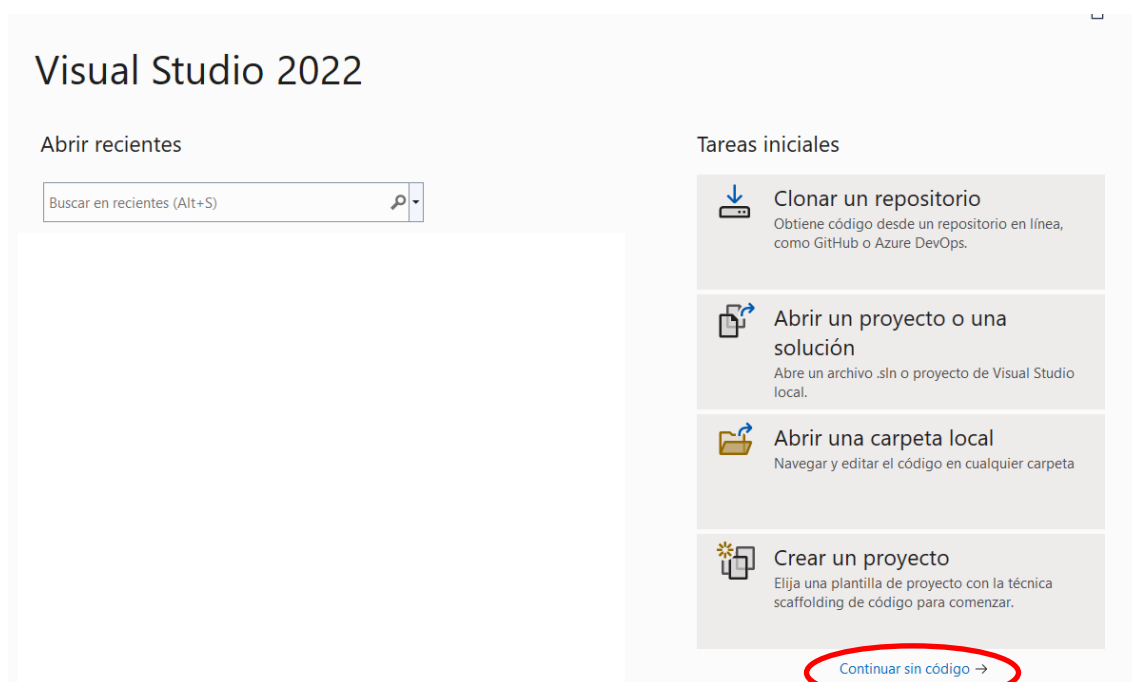 Visual Studio 2022
Abrir recientes
Buscar en recientes (Alt+S)
Tareas iniciales
Clonar un repositorio
Obtiene código desde un repositorio en línea,
como GitHub o Azure DevOps.
Abrir un proyecto o una
solución
Abre un archivo .sln o proyecto de Visual Studio
local.
Abrir una carpeta local
Navegar y editar el código en cualquier carpeta
Crear un proyecto
Elija una plantilla de proyecto con la técnica
scaffolding de código para comenzar.
Continuar sin código →